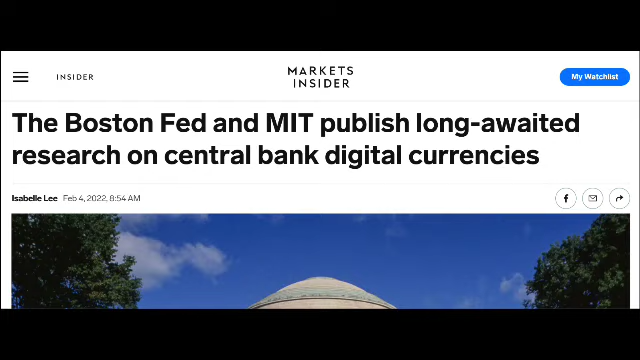 INSIDER
MARKETS
INSIDER
My Watchlist
The Boston Fed and MIT publish long-awaited
research on central bank digital currencies
Isabelle Lee Feb 4, 2022, 8:54 AM